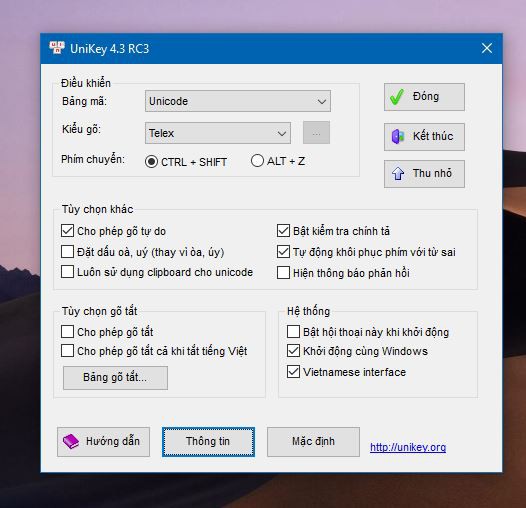 UniKey 4.3 RC3
Điều khiển
Bảng mã: Unicode
Đóng
Kiểu gõ: Telex ...
Kết thúc
Phím chuyển: CTRL + SHIFT ALT + Z
Thu nhỏ
Tùy chọn khác
Cho phép gõ tự do
Bật kiểm tra chính tả
Đặt dấu oà, uý (thay vì òa, úy)
Tự động khôi phục phím với từ sai
Luôn sử dụng clipboard cho unicode
Hiện thông báo phản hồi
Tùy chọn gõ tắt
Cho phép gõ tắt
Cho phép gõ tắt cả khi tắt tiếng Việt
Bảng gõ tắt...
Hệ thống
Bật hội thoại này khi khởi động
Khởi động cùng Windows
Vietnamese interface
Hướng dẫn
Thông tin
Mặc định
http://unikey.org